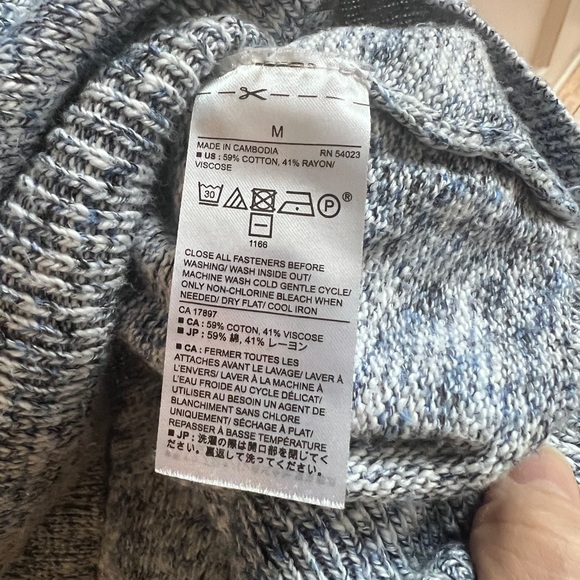 M
MADE IN CAMBODIA RN 54023
■ US : 59% COTTON, 41% RAYON/
VISCOSE
30 P ®
1166
CLOSE ALL FASTENERS BEFORE
WASHING/ WASH INSIDE OUT/
MACHINE WASH COLD GENTLE CYCLE/
ONLY NON-CHLORINE BLEACH WHEN
NEEDED/ DRY FLAT/ COOL IRON
CA 17897
■ CA : 59% COTON, 41% VISCOSE
■ JP : 59% 綿, 41% レーヨン
■ CA : FERMER TOUTES LES
ATTACHES AVANT LE LAVAGE/ LAVER À
L'ENVERS/ LAVER À LA MACHINE À
L'EAU FROIDE AU CYCLE DÉLICAT/
UTILISER AU BESOIN UN AGENT DE
BLANCHIMENT SANS CHLORE
UNIQUEMENT/ SÉCHAGE À PLAT/
REPASSER À BASSE TEMPÉRATURE
■ JP : 洗濯の際は開口部を閉じてく
ださい。裏返して洗ってください。